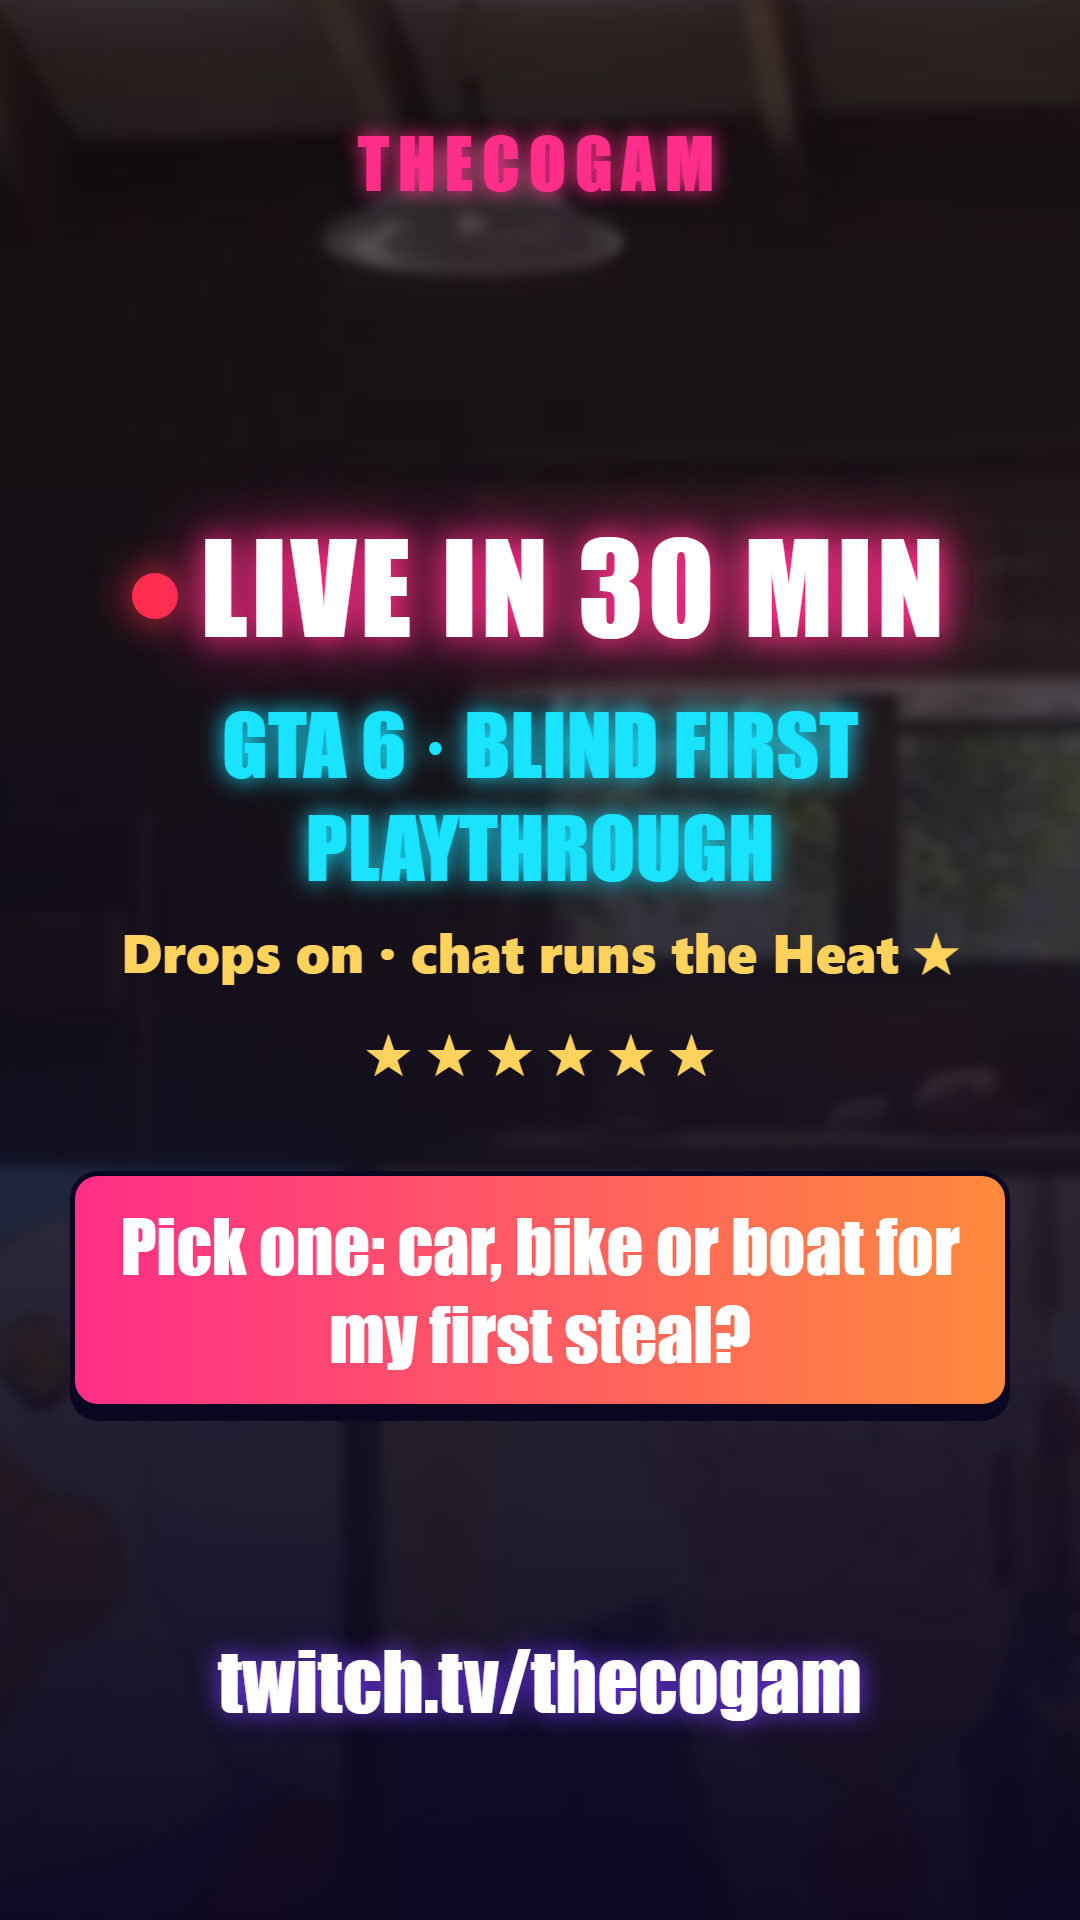 THECOGAM
LIVE IN 30 MIN
GTA 6 · BLIND FIRST
PLAYTHROUGH
Drops on · chat runs the Heat ★
★ ★ ★ ★ ★ ★
Pick one: car, bike or boat for
my first steal?
twitch.tv/thecogam